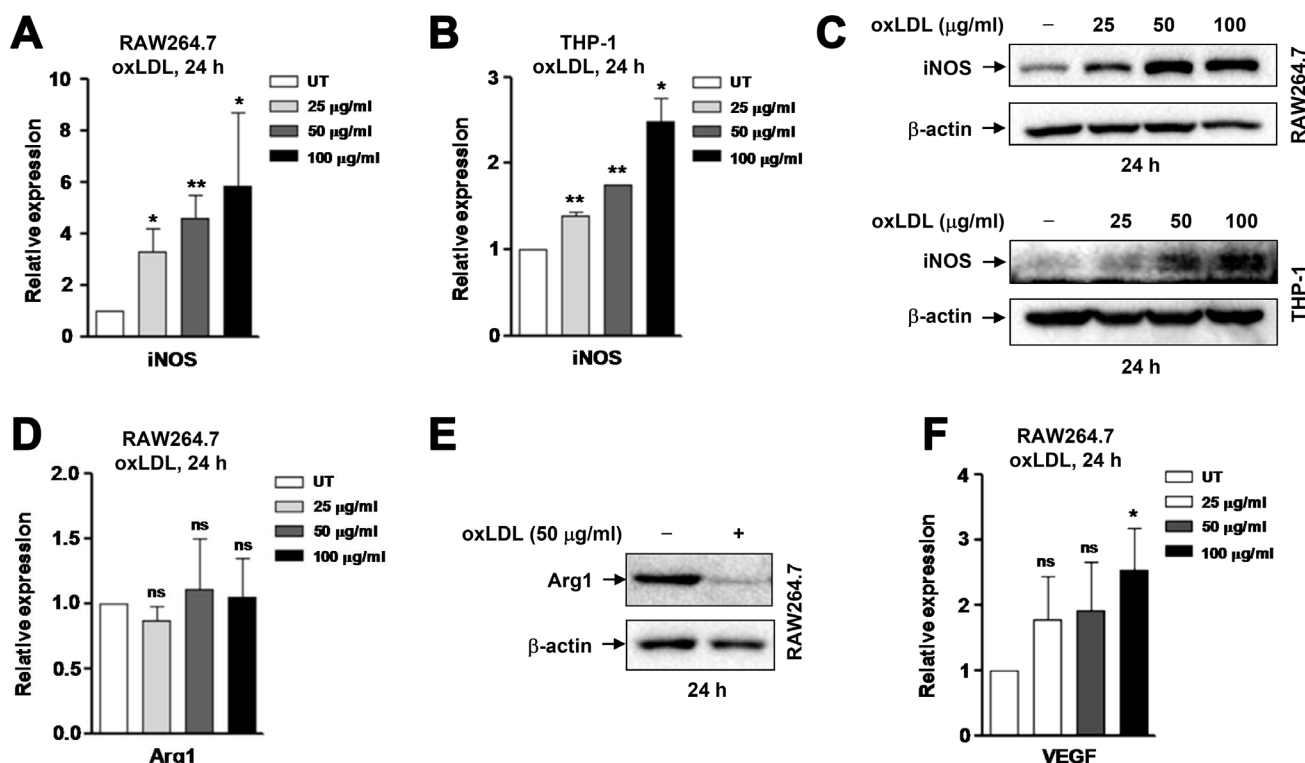 A
RAW264.7
oxLDL, 24 h
Relative expression
10
8
6
4
2
0
*
**
*
iNOS
UT
25 μg/ml
50 μg/ml
100 μg/ml
B
THP-1
oxLDL, 24 h
Relative expression
3
2
1
0
**
**
*
iNOS
UT
25 μg/ml
50 μg/ml
100 μg/ml
C
oxLDL (μg/ml) – 25 50 100
iNOS
β-actin
24 h
RAW264.7
oxLDL (μg/ml) – 25 50 100
iNOS
β-actin
24 h
THP-1
D
RAW264.7
oxLDL, 24 h
Relative expression
2.0
1.5
1.0
0.5
0.0
ns
ns
ns
Arg1
UT
25 μg/ml
50 μg/ml
100 μg/ml
E
oxLDL (50 μg/ml) – +
Arg1
β-actin
24 h
RAW264.7
F
RAW264.7
oxLDL, 24 h
Relative expression
4
3
2
1
0
ns
ns
*
VEGF
UT
25 μg/ml
50 μg/ml
100 μg/ml